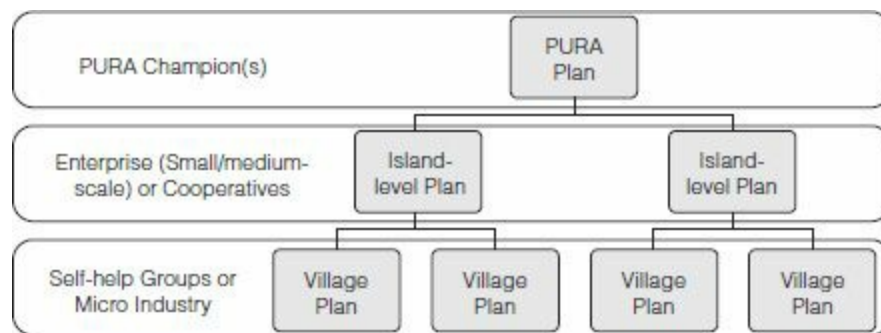 PURA Champion(s)
PURA
Plan
Enterprise (Small/medium-
scale) or Cooperatives
Island-
level Plan
Island-
level Plan
Self-help Groups or
Micro Industry
Village
Plan
Village
Plan
Village
Plan
Village
Plan